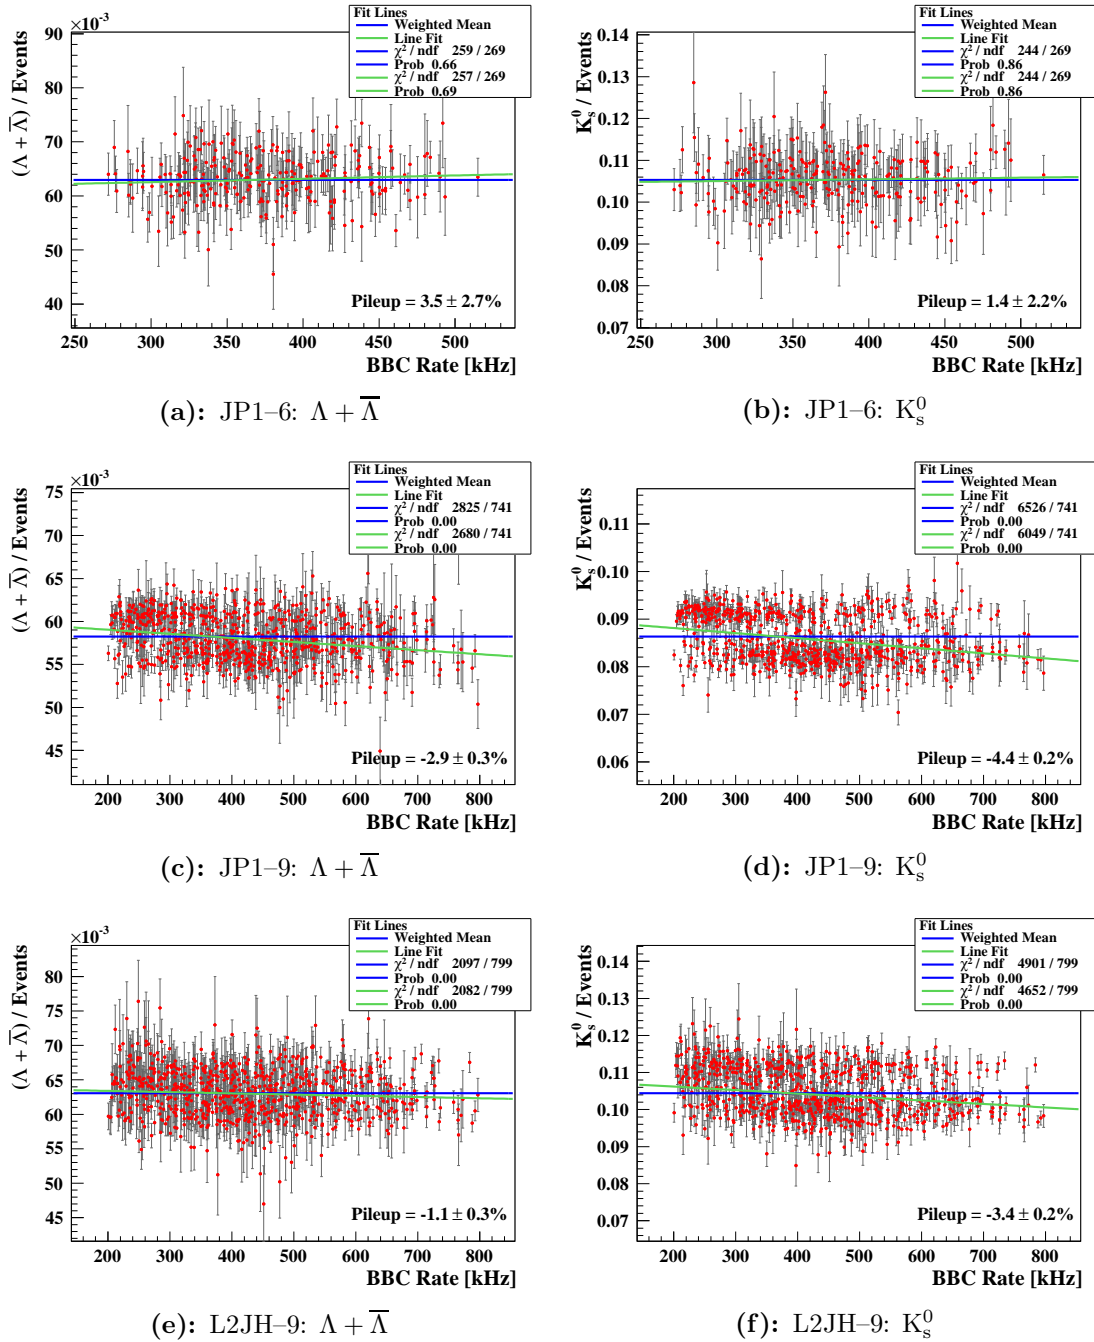 ×10⁻³
(Λ + Λ̅) / Events
90
80
70
60
50
40
Fit Lines
Weighted Mean
Line Fit
χ² / ndf 259 / 269
Prob 0.66
χ² / ndf 257 / 269
Prob 0.69
Pileup = 3.5 ± 2.7%
250 300 350 400 450 500
BBC Rate [kHz]
(a): JP1–6: Λ + Λ̅
K⁰ₛ / Events
0.14
0.13
0.12
0.11
0.10
0.09
0.08
0.07
Fit Lines
Weighted Mean
Line Fit
χ² / ndf 244 / 269
Prob 0.86
χ² / ndf 244 / 269
Prob 0.86
Pileup = 1.4 ± 2.2%
250 300 350 400 450 500
BBC Rate [kHz]
(b): JP1–6: K⁰ₛ
×10⁻³
(Λ + Λ̅) / Events
75
70
65
60
55
50
45
Fit Lines
Weighted Mean
Line Fit
χ² / ndf 2825 / 741
Prob 0.00
χ² / ndf 2680 / 741
Prob 0.00
Pileup = -2.9 ± 0.3%
200 300 400 500 600 700 800
BBC Rate [kHz]
(c): JP1–9: Λ + Λ̅
K⁰ₛ / Events
0.11
0.10
0.09
0.08
0.07
0.06
Fit Lines
Weighted Mean
Line Fit
χ² / ndf 6526 / 741
Prob 0.00
χ² / ndf 6049 / 741
Prob 0.00
Pileup = -4.4 ± 0.2%
200 300 400 500 600 700 800
BBC Rate [kHz]
(d): JP1–9: K⁰ₛ
×10⁻³
(Λ + Λ̅) / Events
80
75
70
65
60
55
50
45
Fit Lines
Weighted Mean
Line Fit
χ² / ndf 2097 / 799
Prob 0.00
χ² / ndf 2082 / 799
Prob 0.00
Pileup = -1.1 ± 0.3%
200 300 400 500 600 700 800
BBC Rate [kHz]
(e): L2JH–9: Λ + Λ̅
K⁰ₛ / Events
0.14
0.13
0.12
0.11
0.10
0.09
0.08
0.07
Fit Lines
Weighted Mean
Line Fit
χ² / ndf 4901 / 799
Prob 0.00
χ² / ndf 4652 / 799
Prob 0.00
Pileup = -3.4 ± 0.2%
200 300 400 500 600 700 800
BBC Rate [kHz]
(f): L2JH–9: K⁰ₛ